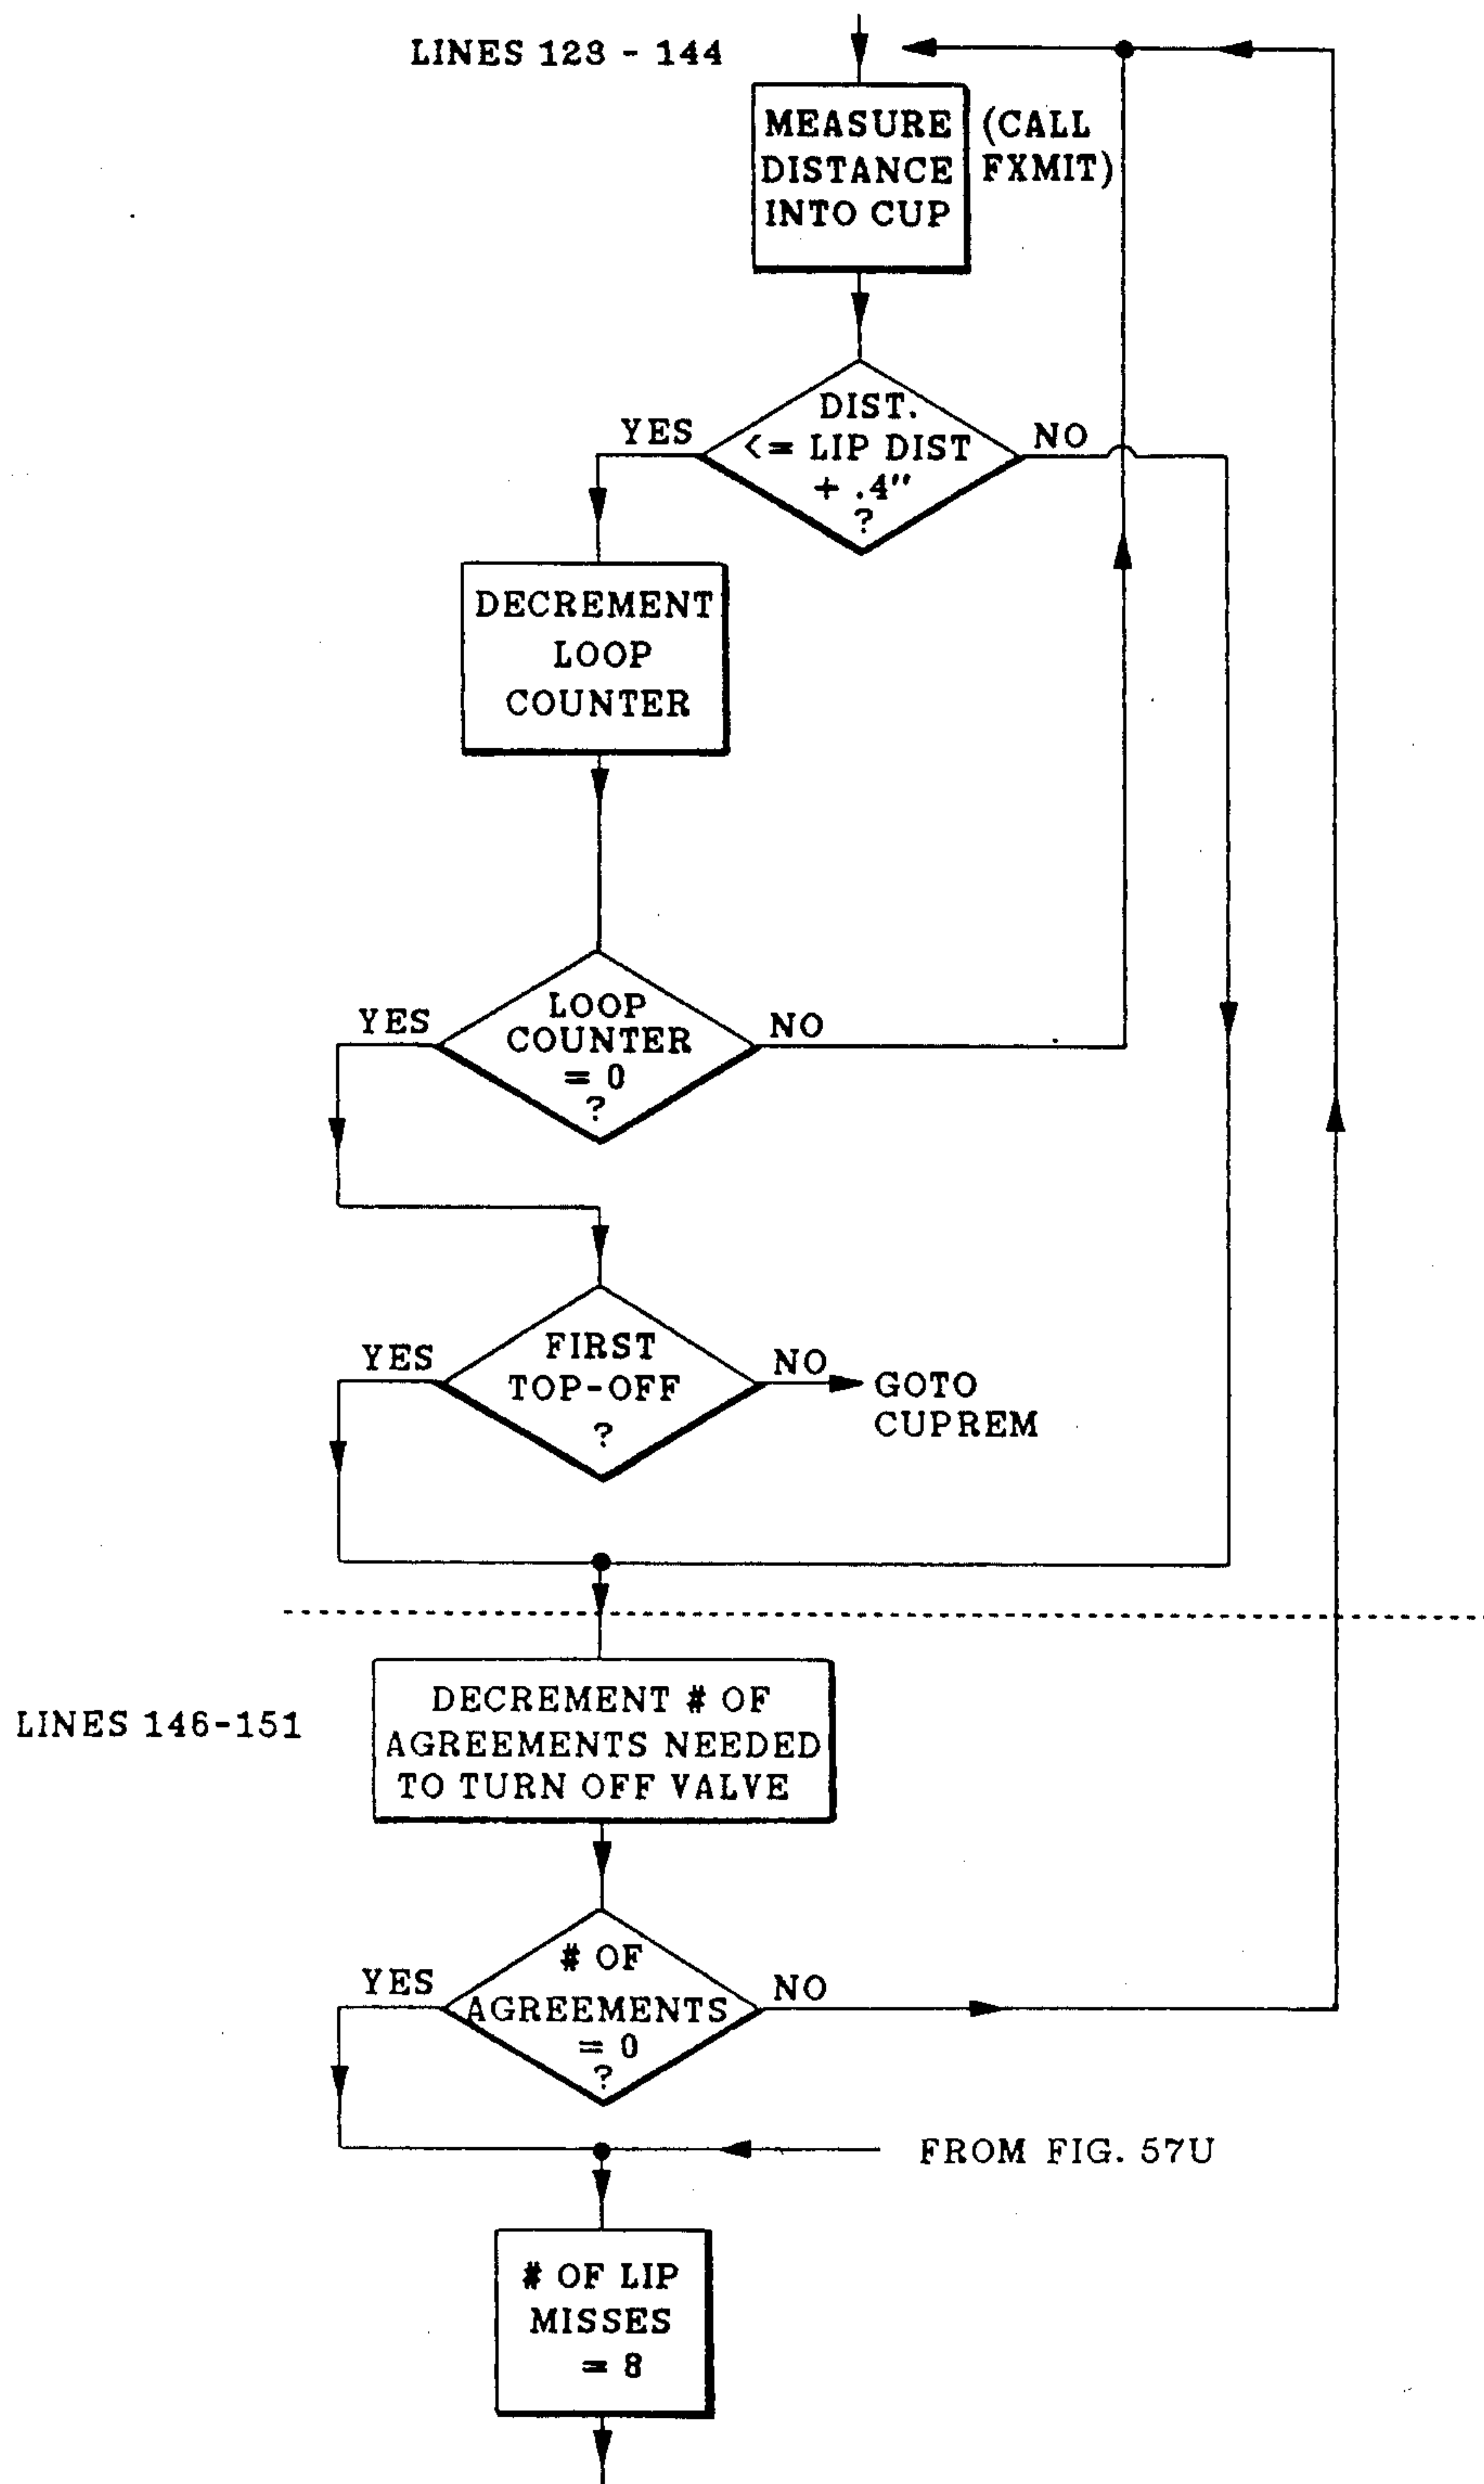 LINES 128 - 144
MEASURE
DISTANCE
INTO CUP
(CALL
FXMIT)
DIST.
<= LIP DIST
+ .4"
?
YES
NO
DECREMENT
LOOP
COUNTER
LOOP
COUNTER
= 0
?
YES
NO
FIRST
TOP-OFF
?
YES
NO
GOTO
CUPREM
LINES 146-151
DECREMENT # OF
AGREEMENTS NEEDED
TO TURN OFF VALVE
# OF
AGREEMENTS
= 0
?
YES
NO
FROM FIG. 57U
# OF LIP
MISSES
= 8